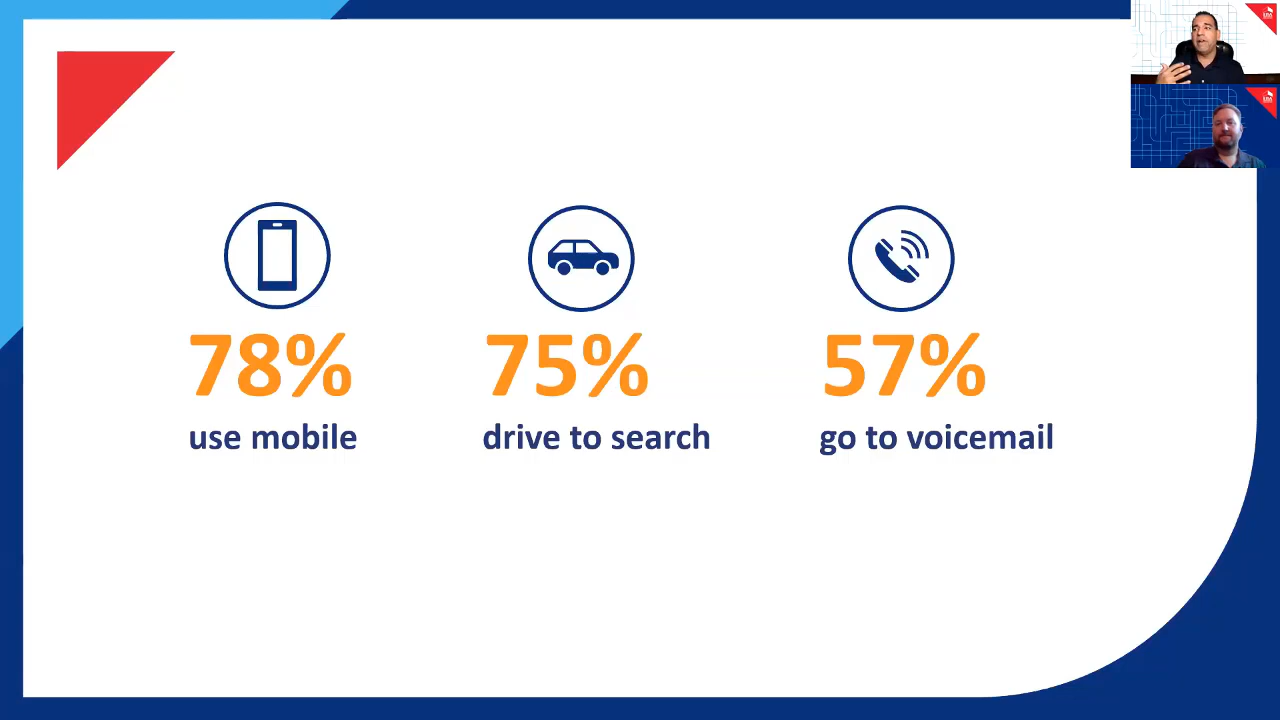 78%
use mobile
75%
drive to search
57%
go to voicemail